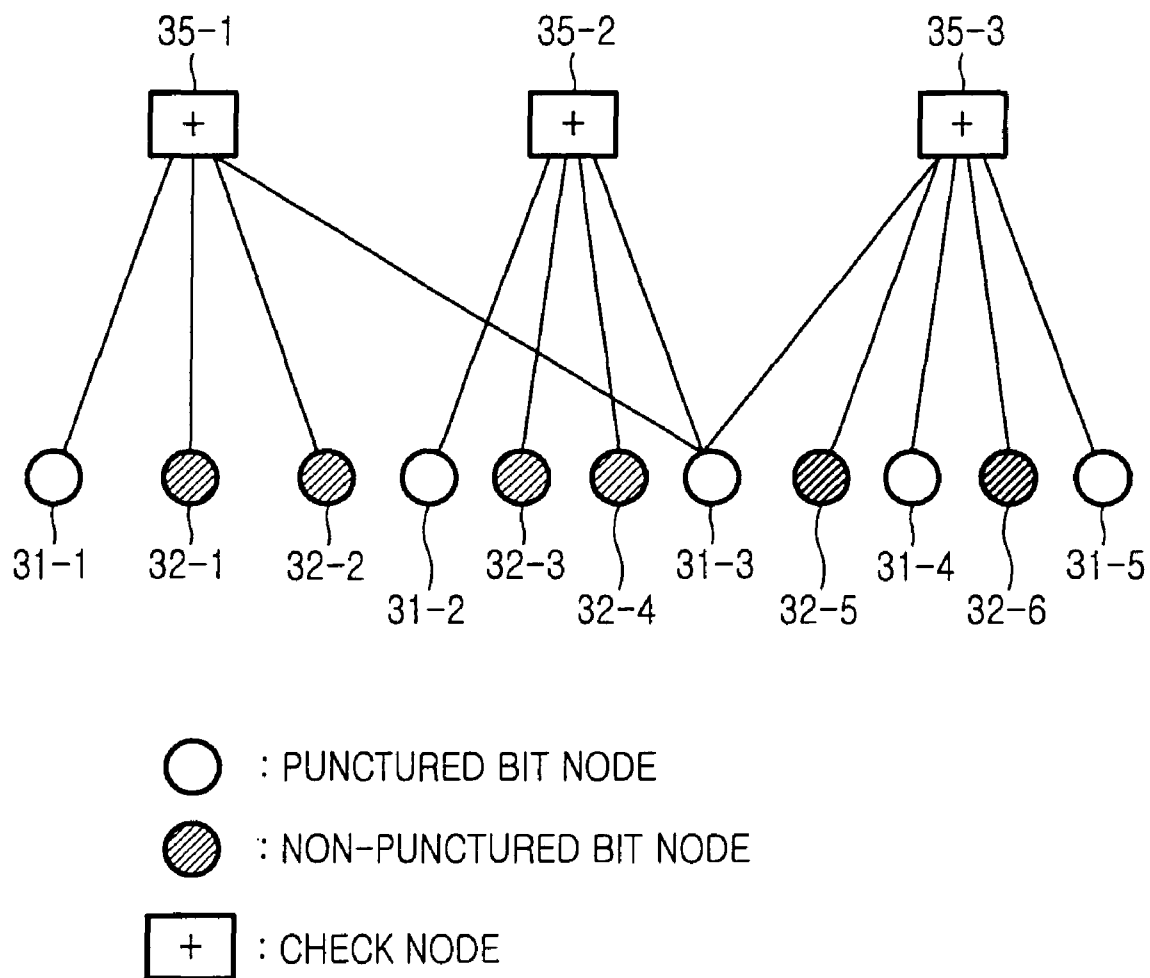 35-1 35-2 35-3
+ + +
31-1 32-1 32-2 32-3 31-3 31-4 31-5
31-2 32-4 32-5 32-6
: PUNCTURED BIT NODE
: NON-PUNCTURED BIT NODE
+ : CHECK NODE